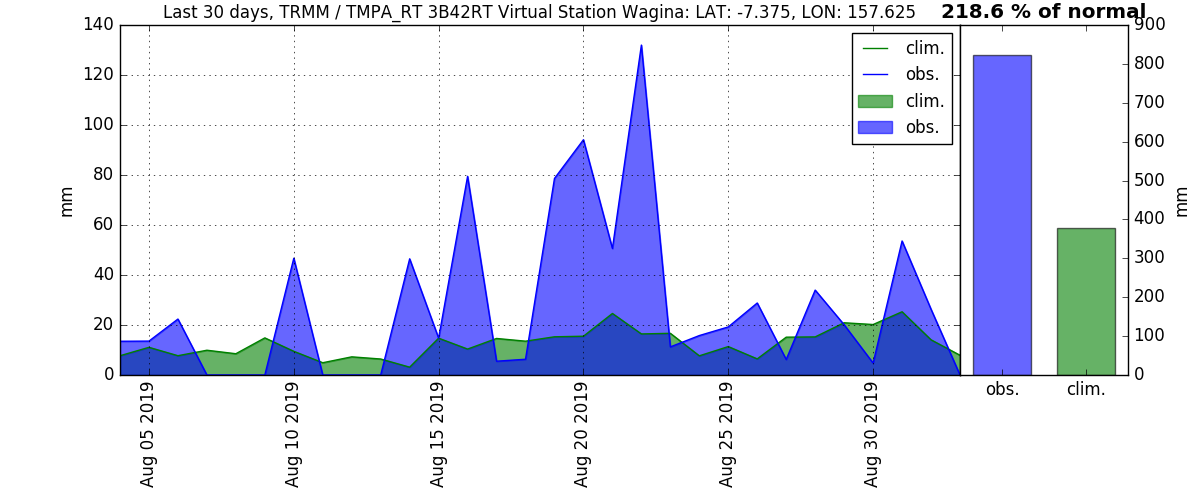 Last 30 days, TRMM / TMPA_RT 3B42RT Virtual Station Wagina: LAT: -7.375, LON: 157.625
218.6 % of normal
mm
140
120
100
80
60
40
20
0
clim.
obs.
clim.
obs.
900
800
700
600
500
400
300
200
100
0
mm
Aug 05 2019
Aug 10 2019
Aug 15 2019
Aug 20 2019
Aug 25 2019
Aug 30 2019
obs.
clim.